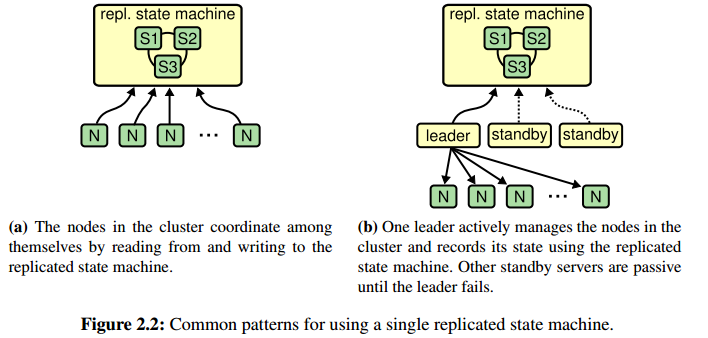 repl. state machine
S1 S2
S3
N N N ... N
(a) The nodes in the cluster coordinate among
themselves by reading from and writing to the
replicated state machine.
repl. state machine
S1 S2
S3
leader standby standby
N N N ... N
(b) One leader actively manages the nodes in the
cluster and records its state using the replicated
state machine. Other standby servers are passive
until the leader fails.
Figure 2.2: Common patterns for using a single replicated state machine.